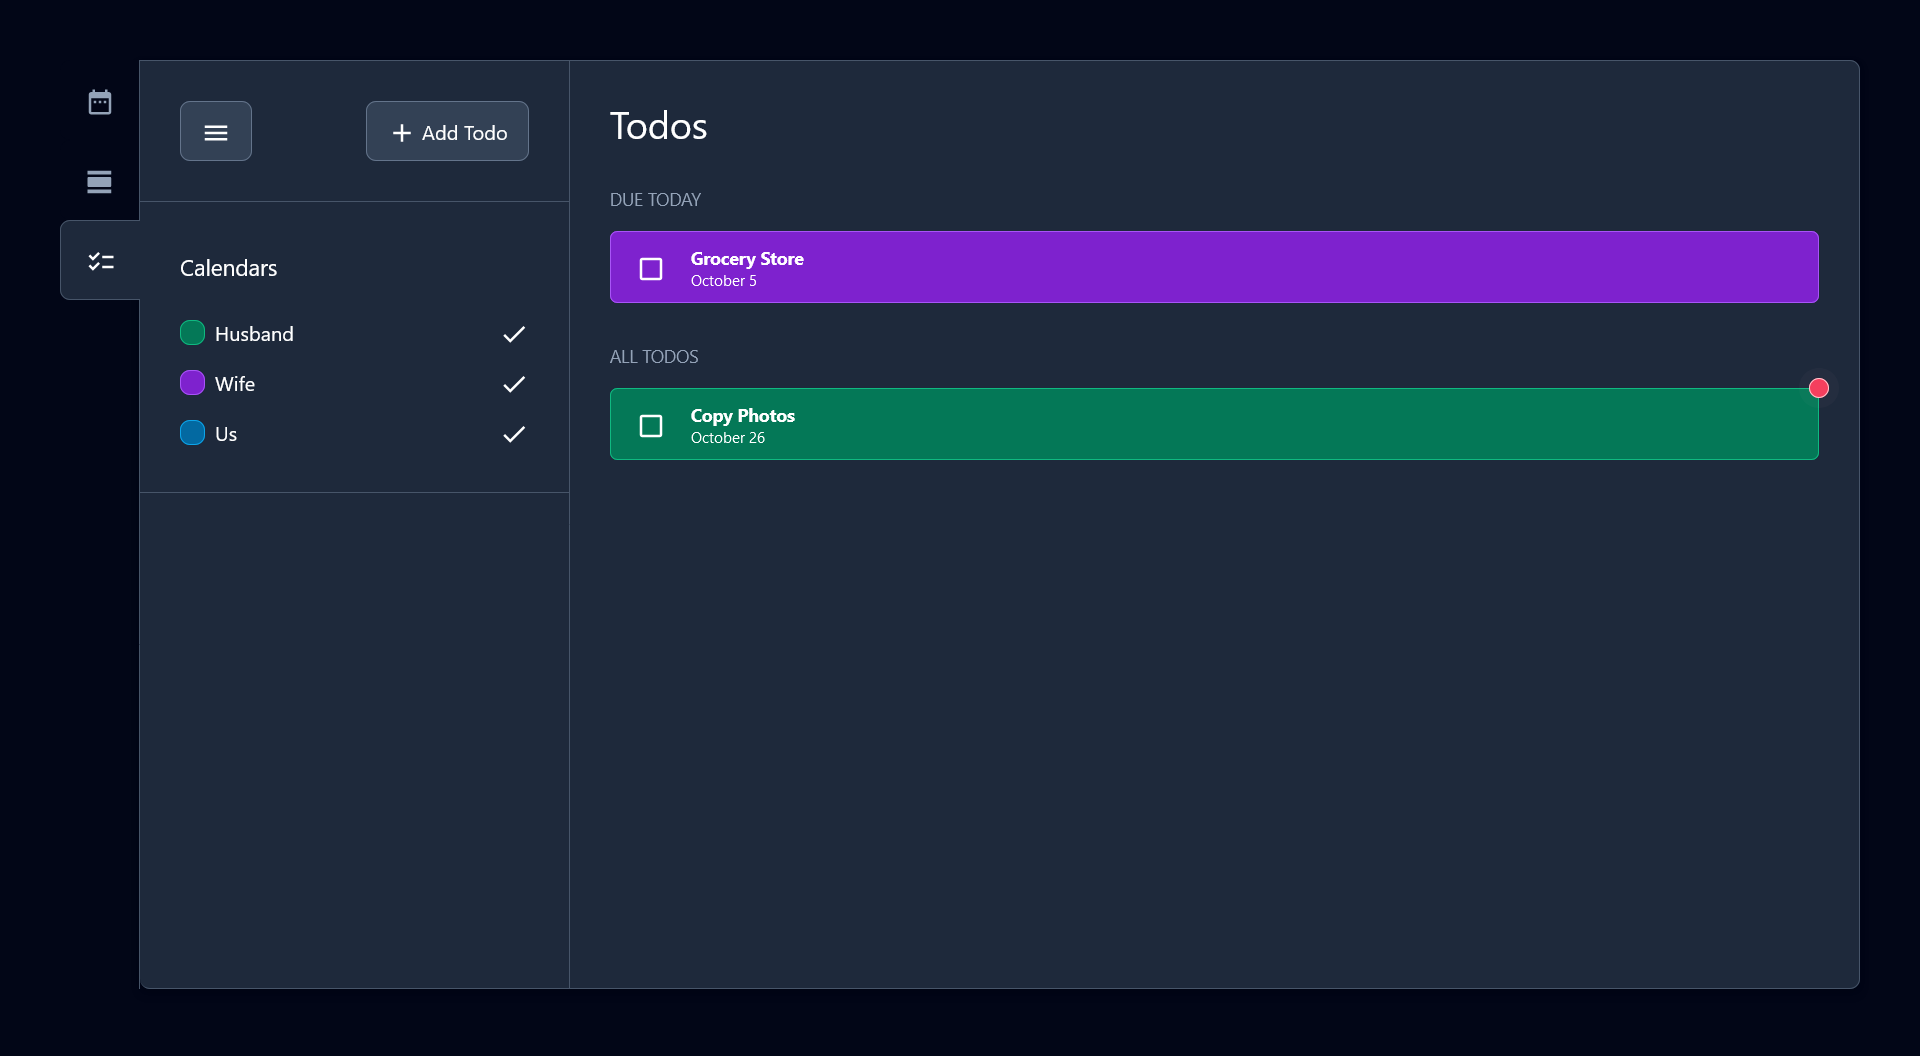 Add Todo
Calendars
Husband
Wife
Us
Todos
DUE TODAY
Grocery Store
October 5
ALL TODOS
Copy Photos
October 26